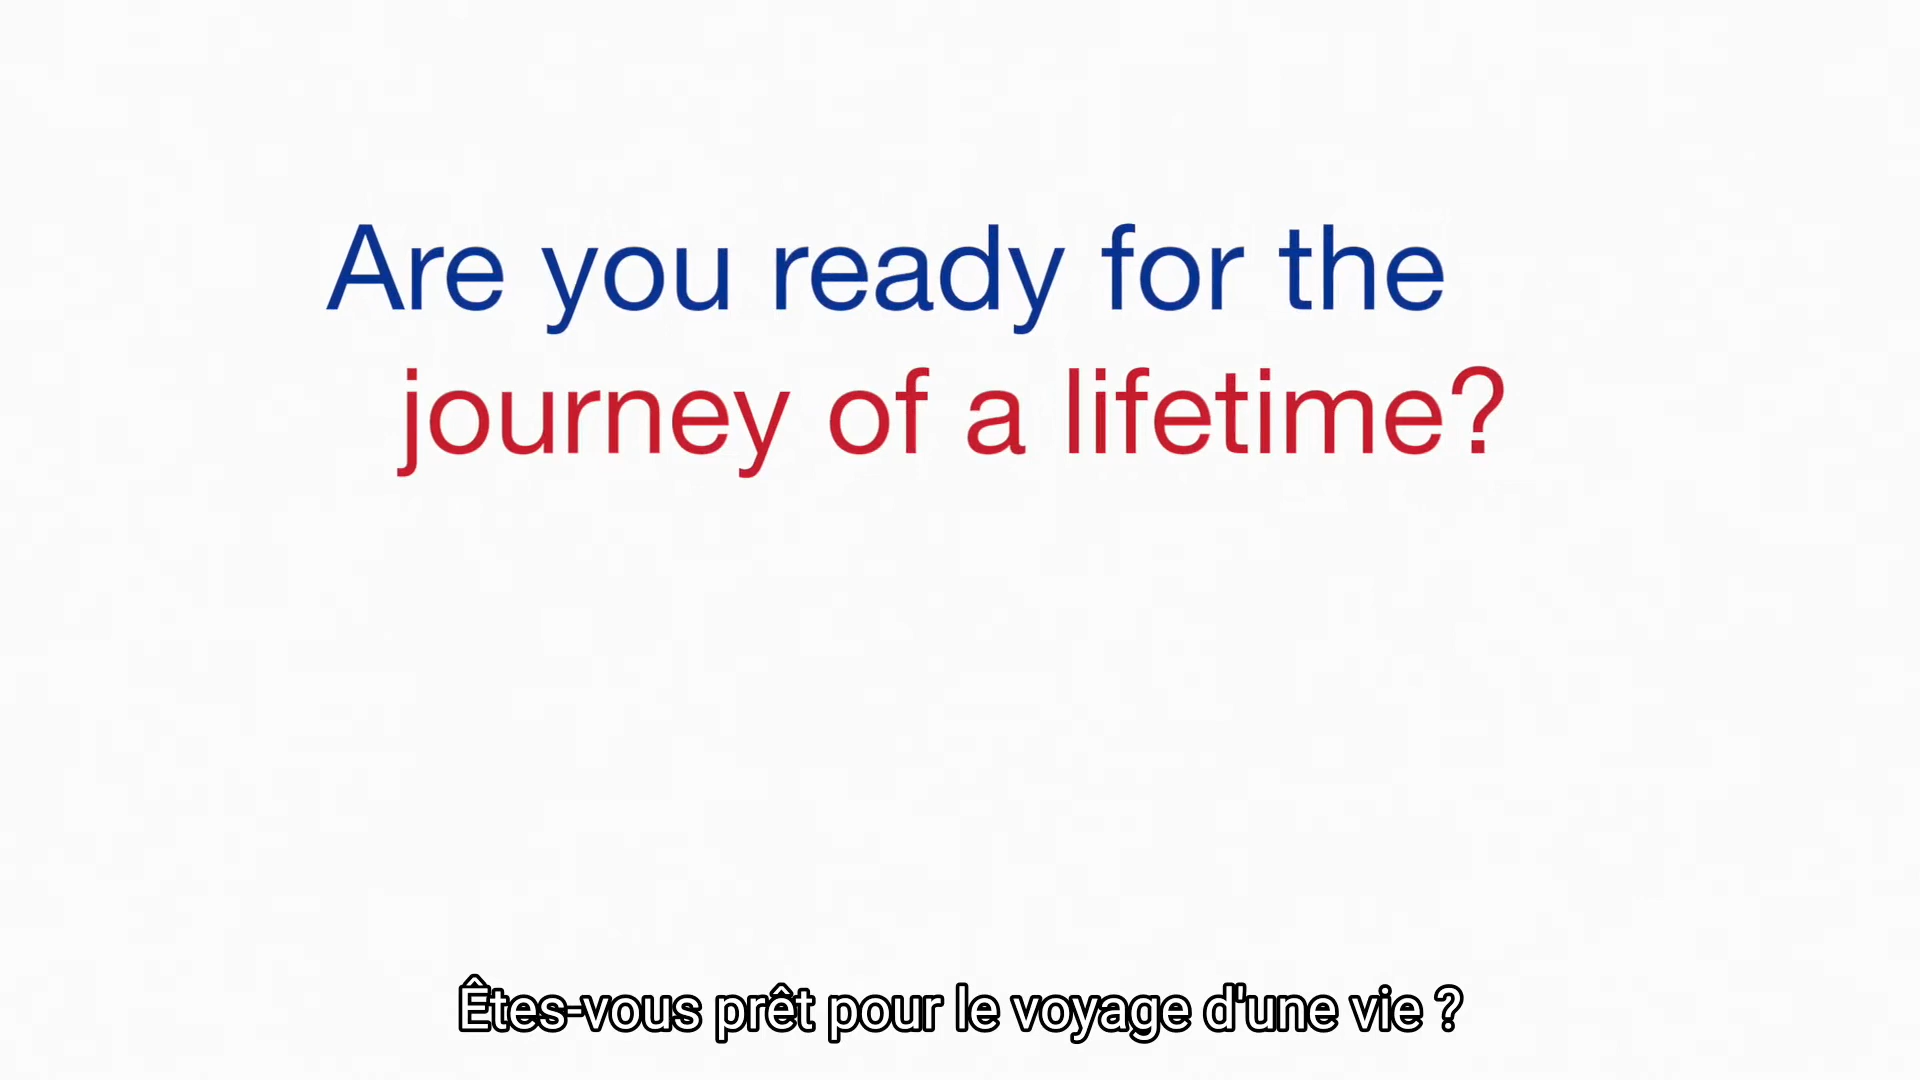 Are you ready for the
journey of a lifetime?
Êtes-vous prêt pour le voyage d'une vie ?